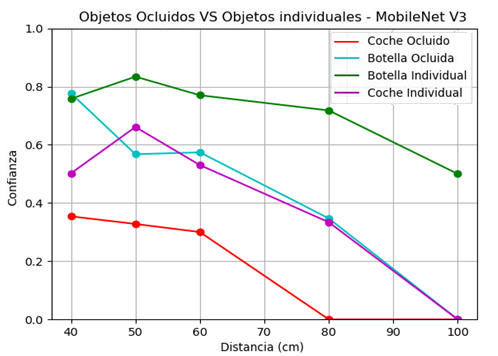 Objetos Ocluidos VS Objetos individuales - MobileNet V3
1.0
0.8
0.6
0.4
0.2
0.0
Confianza
Coche Ocluido
Botella Ocluida
Botella Individual
Coche Individual
40
50
60
70
80
90
100
Distancia (cm)